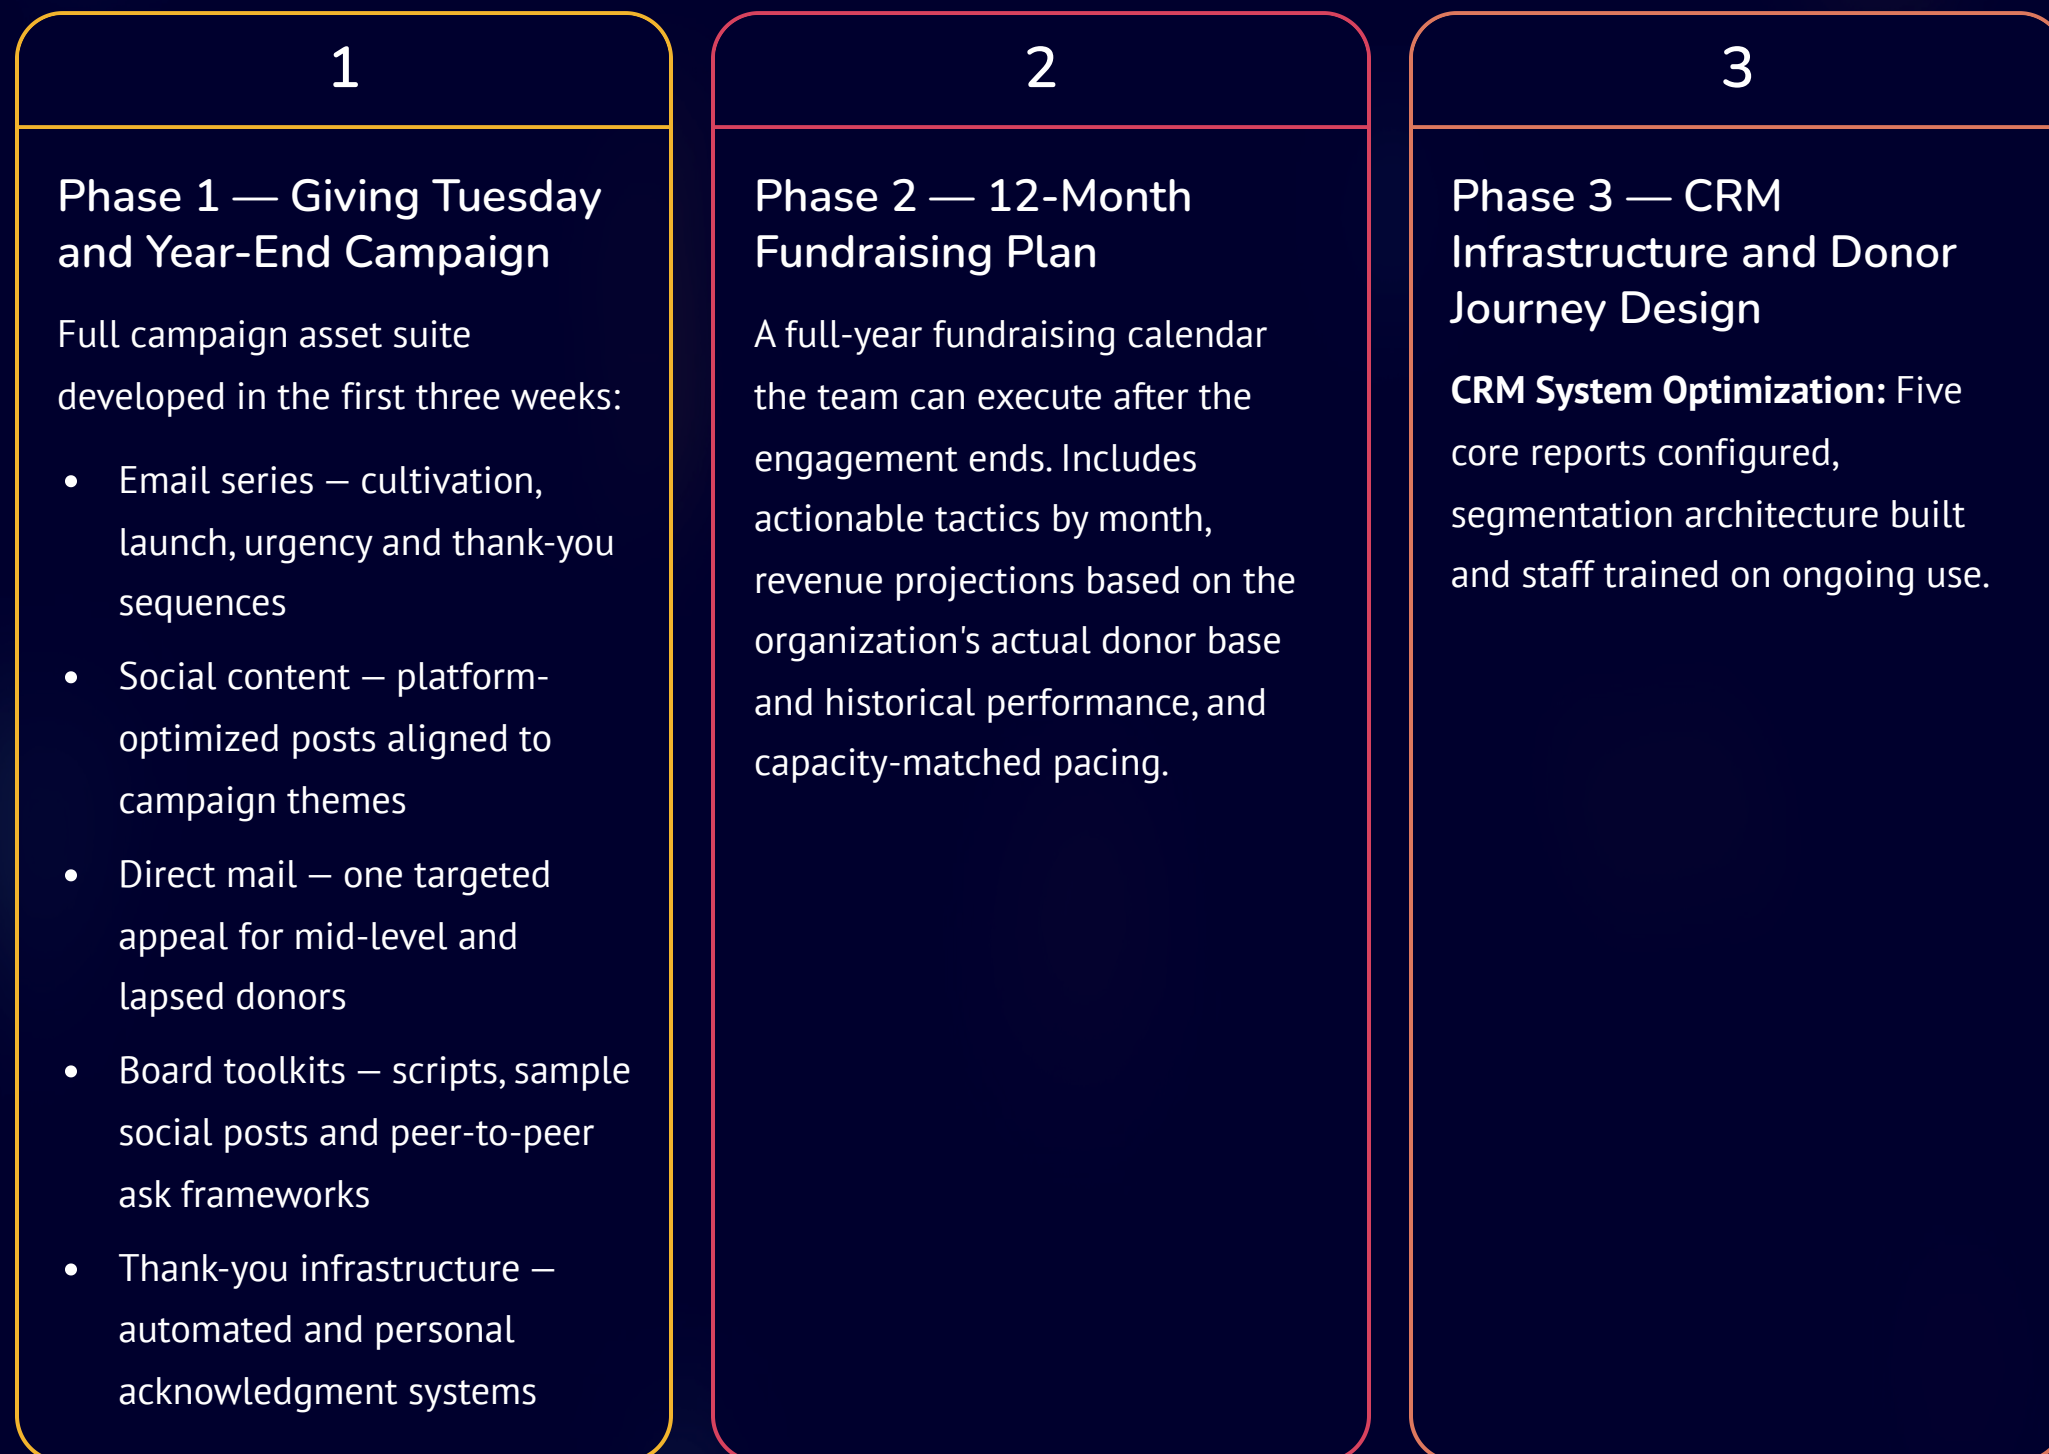 1
Phase 1 — Giving Tuesday
and Year-End Campaign
Full campaign asset suite
developed in the first three weeks:
• Email series — cultivation,
launch, urgency and thank-you
sequences
• Social content — platform-
optimized posts aligned to
campaign themes
• Direct mail — one targeted
appeal for mid-level and
lapsed donors
• Board toolkits — scripts, sample
social posts and peer-to-peer
ask frameworks
• Thank-you infrastructure —
automated and personal
acknowledgment systems
2
Phase 2 — 12-Month
Fundraising Plan
A full-year fundraising calendar
the team can execute after the
engagement ends. Includes
actionable tactics by month,
revenue projections based on the
organization's actual donor base
and historical performance, and
capacity-matched pacing.
3
Phase 3 — CRM
Infrastructure and Donor
Journey Design
CRM System Optimization: Five
core reports configured,
segmentation architecture built
and staff trained on ongoing use.